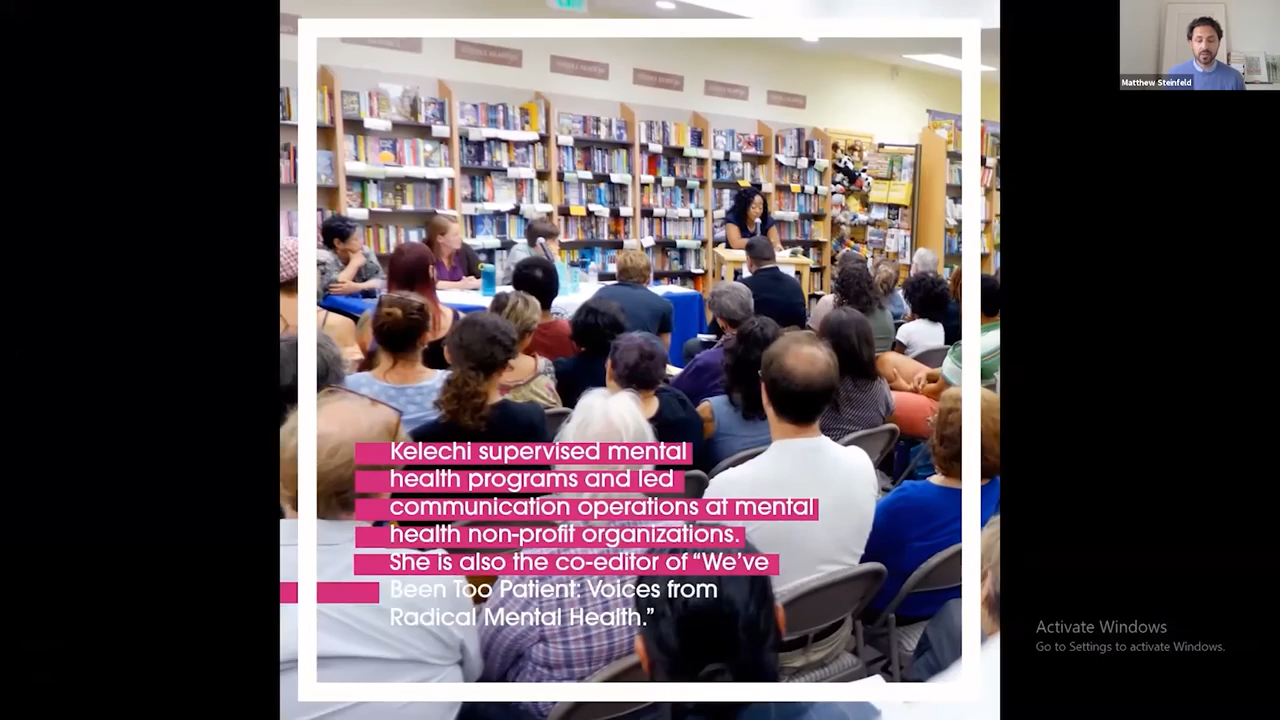 Matthew Steinfeld
Kelechi supervised mental
health programs and led
communication operations at mental
health non-profit organizations.
She is also the co-editor of “We’ve
Been Too Patient: Voices from
Radical Mental Health.”
Activate Windows
Go to Settings to activate Windows.